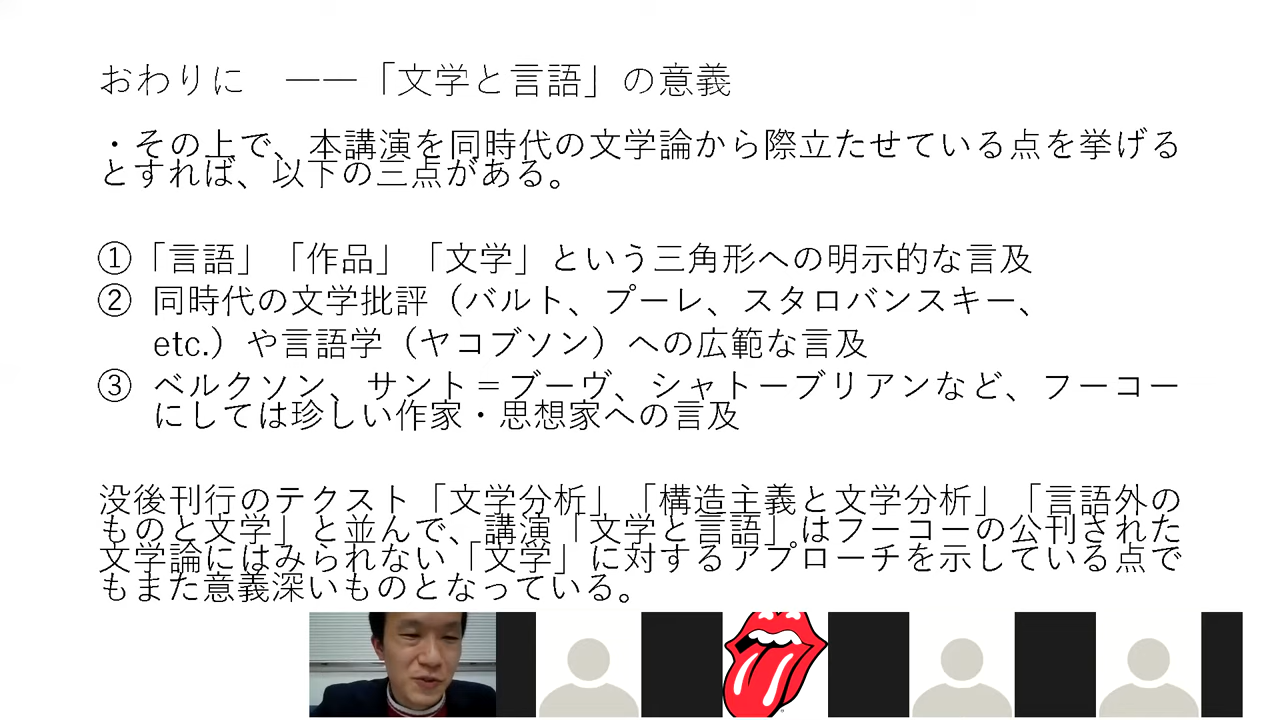 おわりに　――「文学と言語」の意義
・その上で、本講演を同時代の文学論から際立たせている点を挙げる
とすれば、以下の三点がある。
①「言語」「作品」「文学」という三角形への明示的な言及
② 同時代の文学批評（バルト、プーレ、スタロバンスキー、
etc.）や言語学（ヤコブソン）への広範な言及
③ ベルクソン、サント＝ブーヴ、シャトーブリアンなど、フーコー
にしては珍しい作家・思想家への言及
没後刊行のテクスト「文学分析」「構造主義と文学分析」「言語外の
ものと文学」と並んで、講演「文学と言語」はフーコーの公刊された
文学論にはみられない「文学」に対するアプローチを示している点で
もまた意義深いものとなっている。